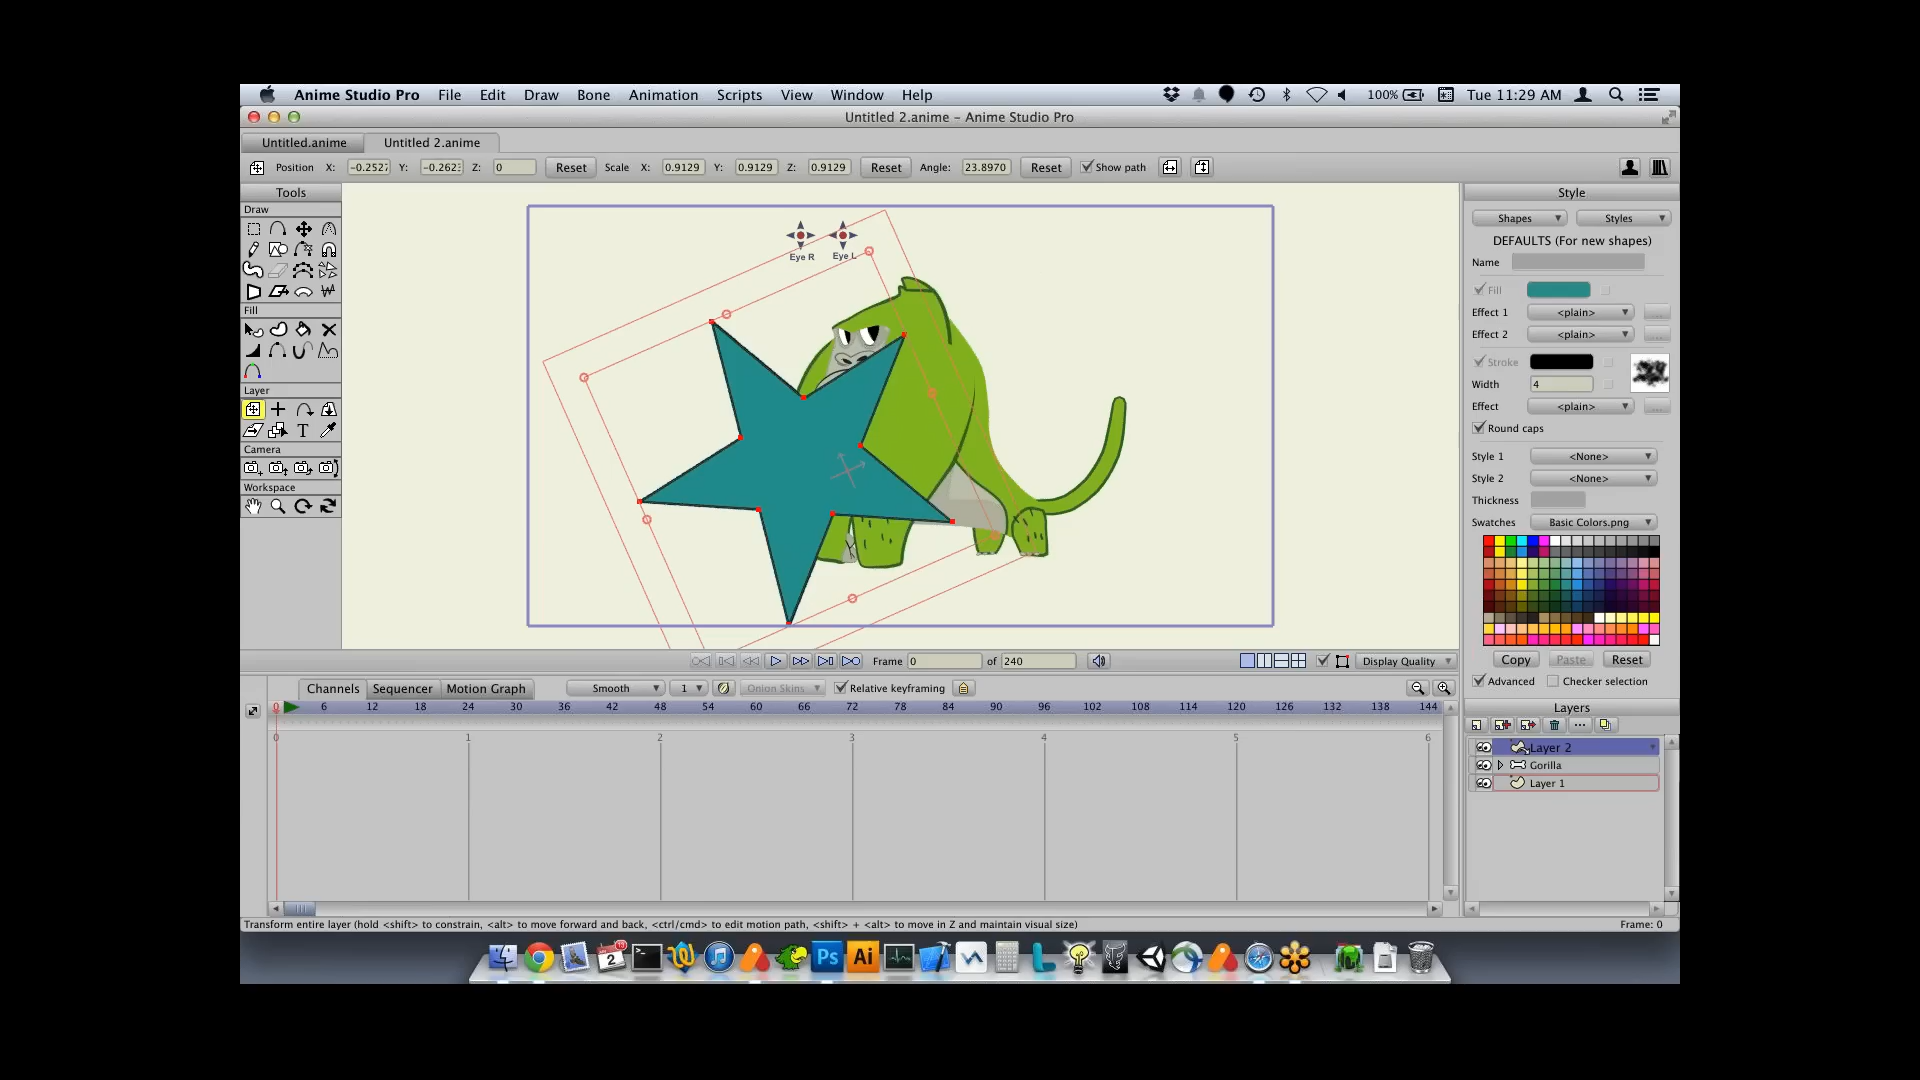 Anime Studio Pro File Edit Draw Bone Animation Scripts View Window Help 100% Tue 11:29 AM
Untitled 2.anime – Anime Studio Pro
Untitled.anime Untitled 2.anime
Position X: -0.2527 Y: -0.262 Z: 0 Reset Scale X: 0.9129 Y: 0.9129 Z: 0.9129 Reset Angle: 23.8970 Reset Show path
Tools
Draw
Fill
Layer
T
Camera
Workspace
Eye R Eye L
Style
Shapes Styles
DEFAULTS (For new shapes)
Name
Fill
Effect 1 <plain>
Effect 2 <plain>
Stroke
Width 4
Effect <plain>
Round caps
Style 1 <None>
Style 2 <None>
Thickness
Swatches Basic Colors.png
Copy Paste Reset
Advanced Checker selection
Frame 0 of 240 Display Quality
Channels Sequencer Motion Graph Smooth 1 Onion Skins Relative keyframing
0 6 12 18 24 30 36 42 48 54 60 66 72 78 84 90 96 102 108 114 120 126 132 138 144
0 1 2 3 4 5 6
Layers
Layer 2
Gorilla
Layer 1
Transform entire layer (hold <shift> to constrain, <alt> to move forward and back, <ctrl/cmd> to edit motion path, <shift> + <alt> to move in Z and maintain visual size) Frame: 0
2 Ps Ai